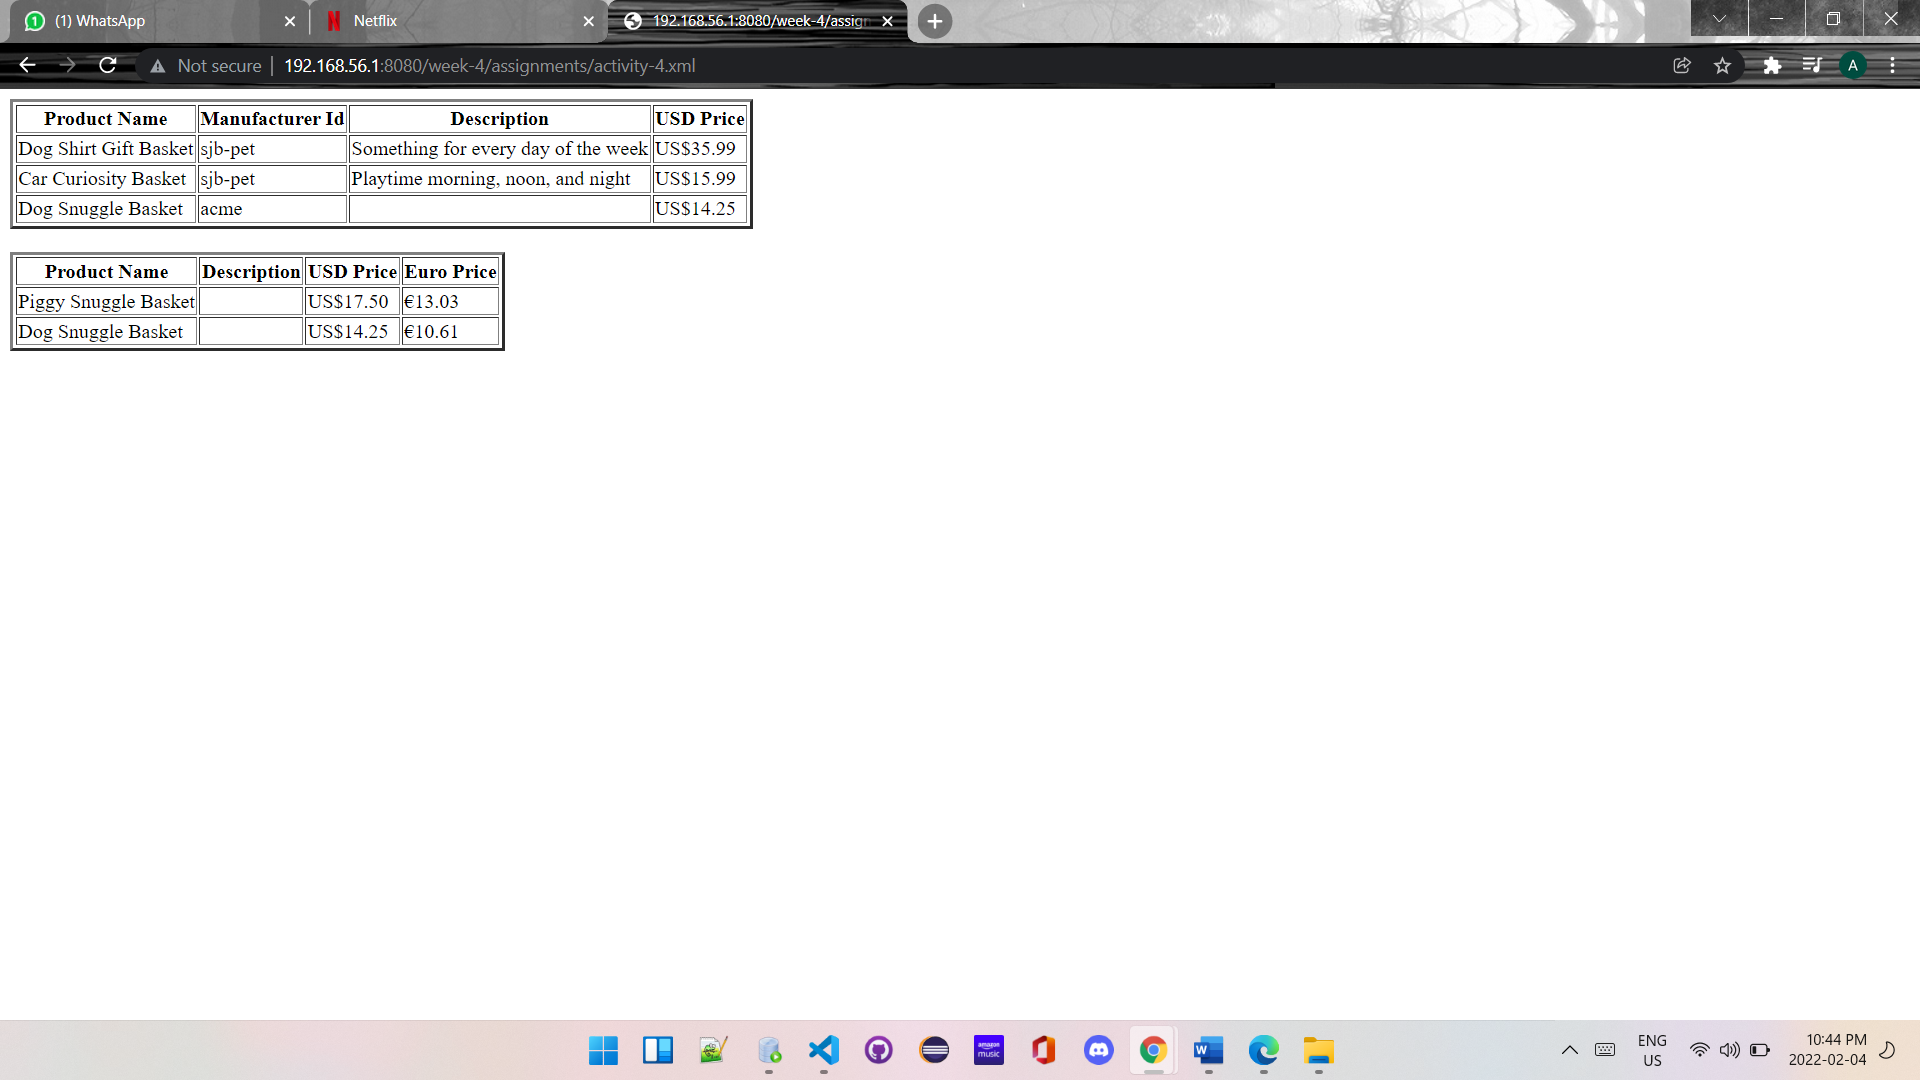 (1) WhatsApp
Netflix
192.168.56.1:8080/week-4/assign
Not secure
192.168.56.1:8080/week-4/assignments/activity-4.xml
A
Product Name Manufacturer Id Description USD Price
Dog Shirt Gift Basket sjb-pet Something for every day of the week US$35.99
Car Curiosity Basket sjb-pet Playtime morning, noon, and night US$15.99
Dog Snuggle Basket acme US$14.25
Product Name Description USD Price Euro Price
Piggy Snuggle Basket US$17.50 €13.03
Dog Snuggle Basket US$14.25 €10.61
amazon
music
W
ENG
US
10:44 PM
2022-02-04